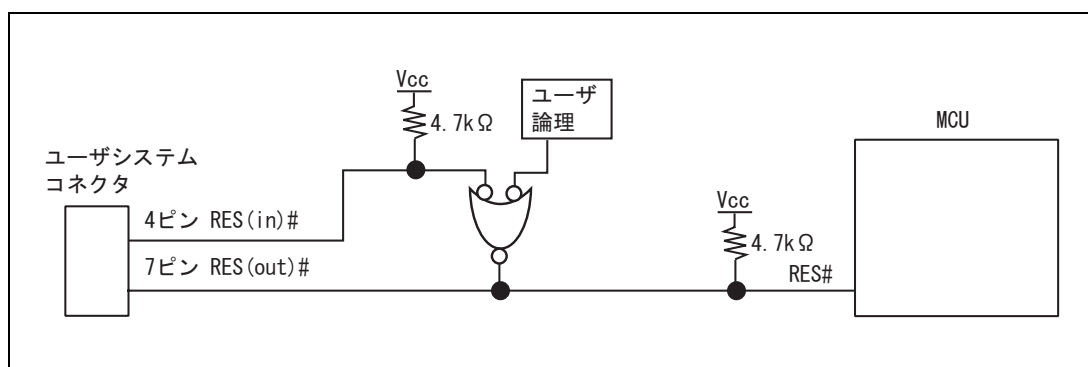 Vcc
4.7kΩ
ユーザ
論理
MCU
ユーザシステム
コネクタ
4ピン RES(in)#
Vcc
4.7kΩ
7ピン RES(out)#
RES#